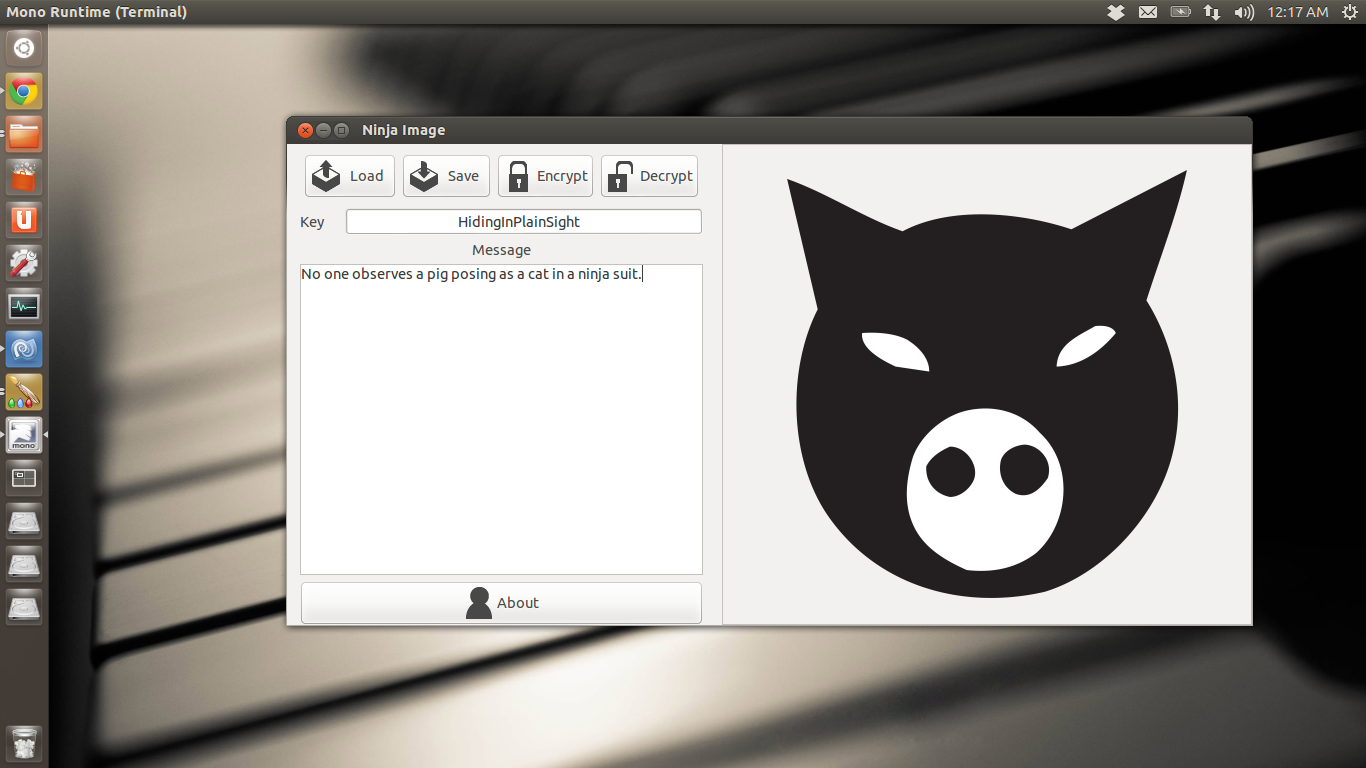 Mono Runtime (Terminal)
12:17 AM
Ninja Image
Load
Save
Encrypt
Decrypt
Key
HidingInPlainSight
Message
No one observes a pig posing as a cat in a ninja suit.
About
mono